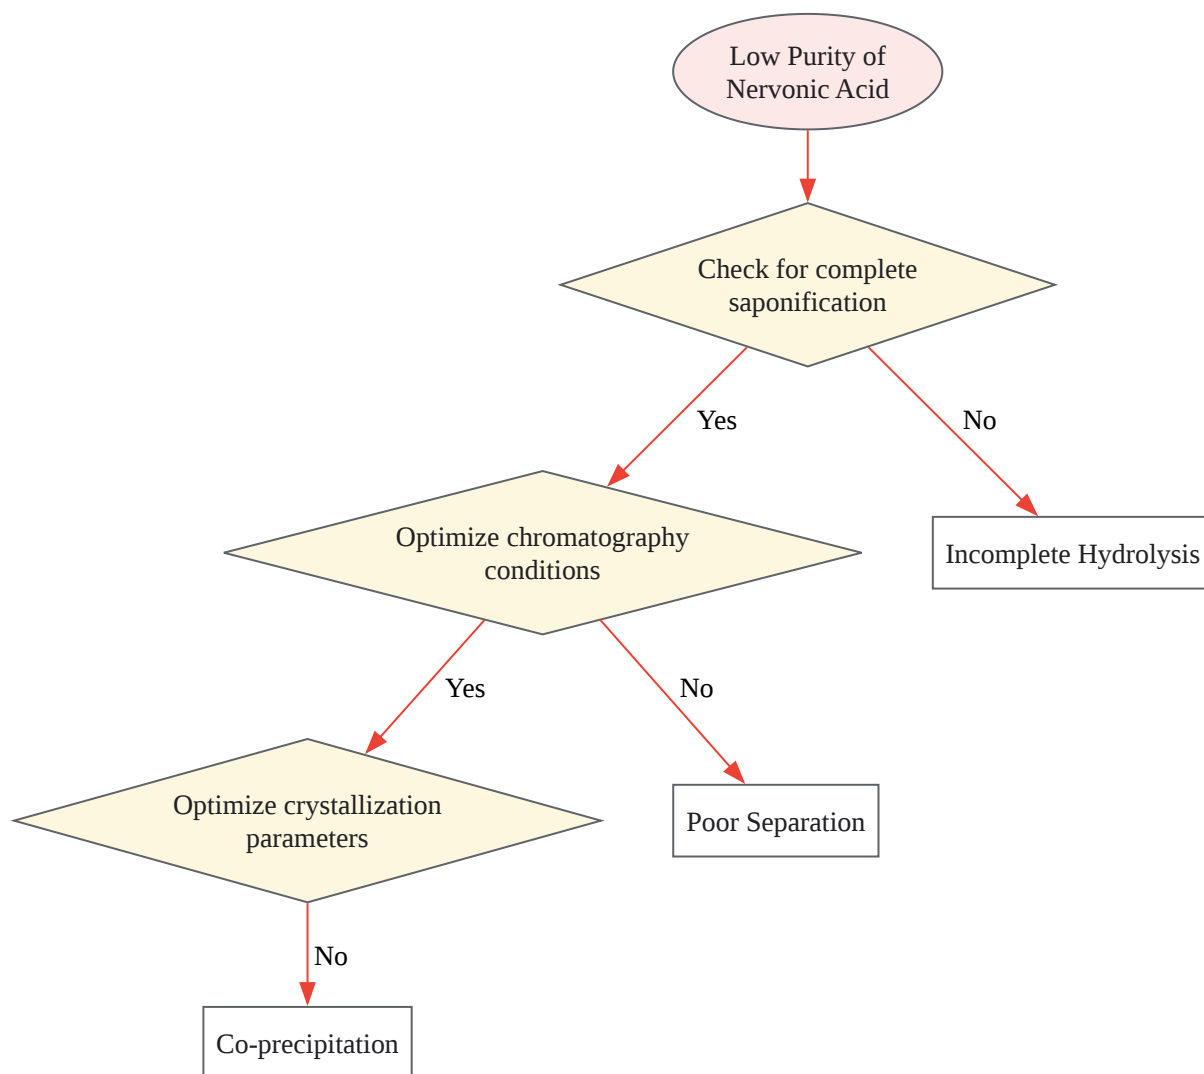 Low Purity of
Nervonic Acid
Check for complete
saponification
Yes
No
Optimize chromatography
conditions
Incomplete Hydrolysis
Yes
No
Optimize crystallization
parameters
Poor Separation
No
Co-precipitation